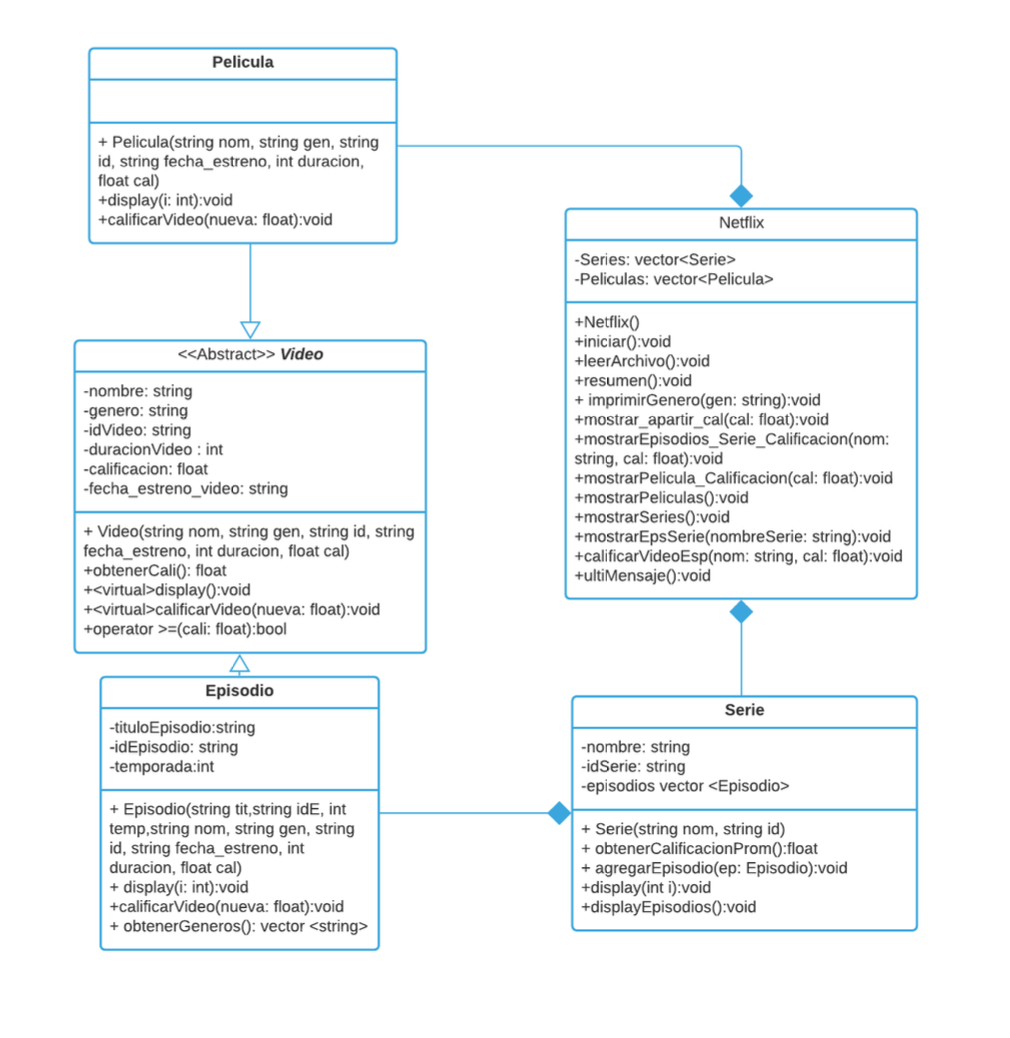 Pelicula
+ Pelicula(string nom, string gen, string
id, string fecha_estreno, int duracion,
float cal)
+display(i: int):void
+calificarVideo(nueva: float):void
Netflix
-Series: vector<Serie>
-Peliculas: vector<Pelicula>
+Netflix()
+iniciar():void
+leerArchivo():void
+resumen():void
+ imprimirGenero(gen: string):void
+mostrar_apartir_cal(cal: float):void
+mostrarEpisodios_Serie_Calificacion(nom:
string, cal: float):void
+mostrarPelicula_Calificacion(cal: float):void
+mostrarPeliculas():void
+mostrarSeries():void
+mostrarEpsSerie(nombreSerie: string):void
+calificarVideoEsp(nom: string, cal: float):void
+ultiMensaje():void
<<Abstract>> Video
-nombre: string
-genero: string
-idVideo: string
-duracionVideo : int
-calificacion: float
-fecha_estreno_video: string
+ Video(string nom, string gen, string id, string
fecha_estreno, int duracion, float cal)
+obtenerCali(): float
+<virtual>display():void
+<virtual>calificarVideo(nueva: float):void
+operator >=(cali: float):bool
Episodio
-tituloEpisodio:string
-idEpisodio: string
-temporada:int
+ Episodio(string tit,string idE, int
temp,string nom, string gen, string
id, string fecha_estreno, int
duracion, float cal)
+ display(i: int):void
+calificarVideo(nueva: float):void
+ obtenerGeneros(): vector <string>
Serie
-nombre: string
-idSerie: string
-episodios vector <Episodio>
+ Serie(string nom, string id)
+ obtenerCalificacionProm():float
+ agregarEpisodio(ep: Episodio):void
+display(int i):void
+displayEpisodios():void